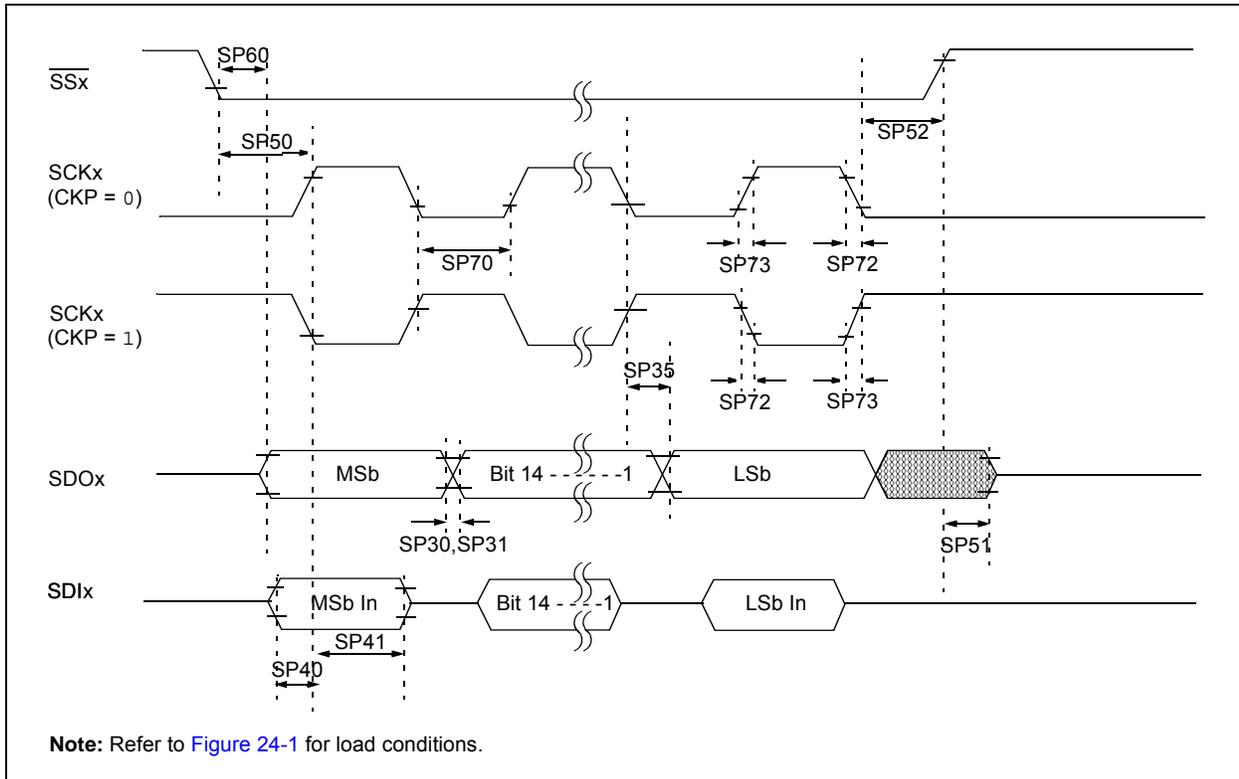 SP60
SSx
SP50
SP52
SCKx
(CKP = 0)
SP70
SP73
SP72
SCKx
(CKP = 1)
SP35
SP72
SP73
SDOx
MSb
Bit 14 - - - - - -1
LSb
SP30,SP31
SP51
SDIx
MSb In
Bit 14 - - - -1
LSb In
SP41
SP40
Note: Refer to Figure 24-1 for load conditions.